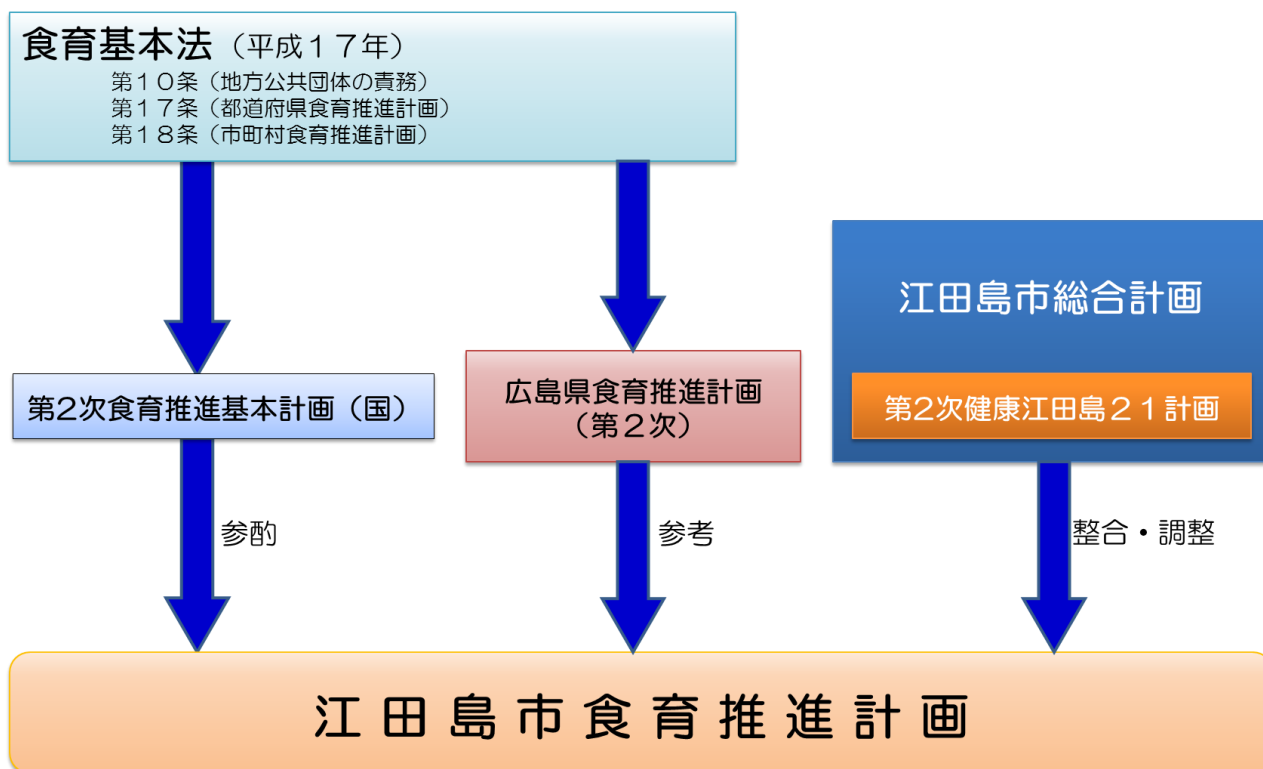 食育基本法（平成１７年）
第１０条（地方公共団体の責務）
第１７条（都道府県食育推進計画）
第１８条（市町村食育推進計画）
第2次食育推進基本計画（国）
広島県食育推進計画
（第２次）
江田島市総合計画
第２次健康江田島２１計画
参酌
参考
整合・調整
江田島市食育推進計画